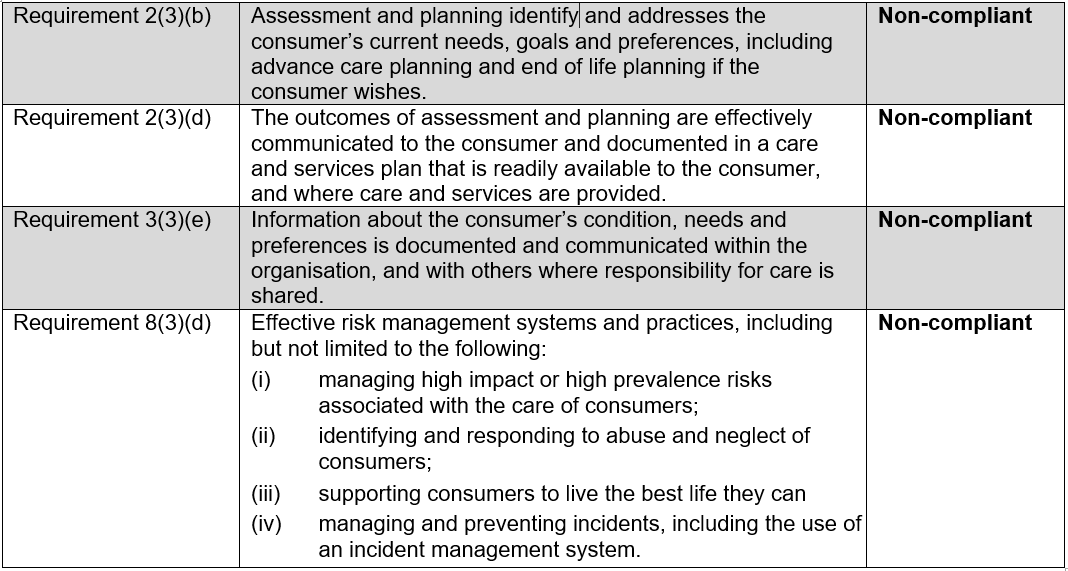 Requirement 2(3)(b) Assessment and planning identify and addresses the Non-compliant
consumer’s current needs, goals and preferences, including
advance care planning and end of life planning if the
consumer wishes.
Requirement 2(3)(d) The outcomes of assessment and planning are effectively Non-compliant
communicated to the consumer and documented in a care
and services plan that is readily available to the consumer,
and where care and services are provided.
Requirement 3(3)(e) Information about the consumer’s condition, needs and Non-compliant
preferences is documented and communicated within the
organisation, and with others where responsibility for care is
shared.
Requirement 8(3)(d) Effective risk management systems and practices, including Non-compliant
but not limited to the following:
(i) managing high impact or high prevalence risks
associated with the care of consumers;
(ii) identifying and responding to abuse and neglect of
consumers;
(iii) supporting consumers to live the best life they can
(iv) managing and preventing incidents, including the use of
an incident management system.